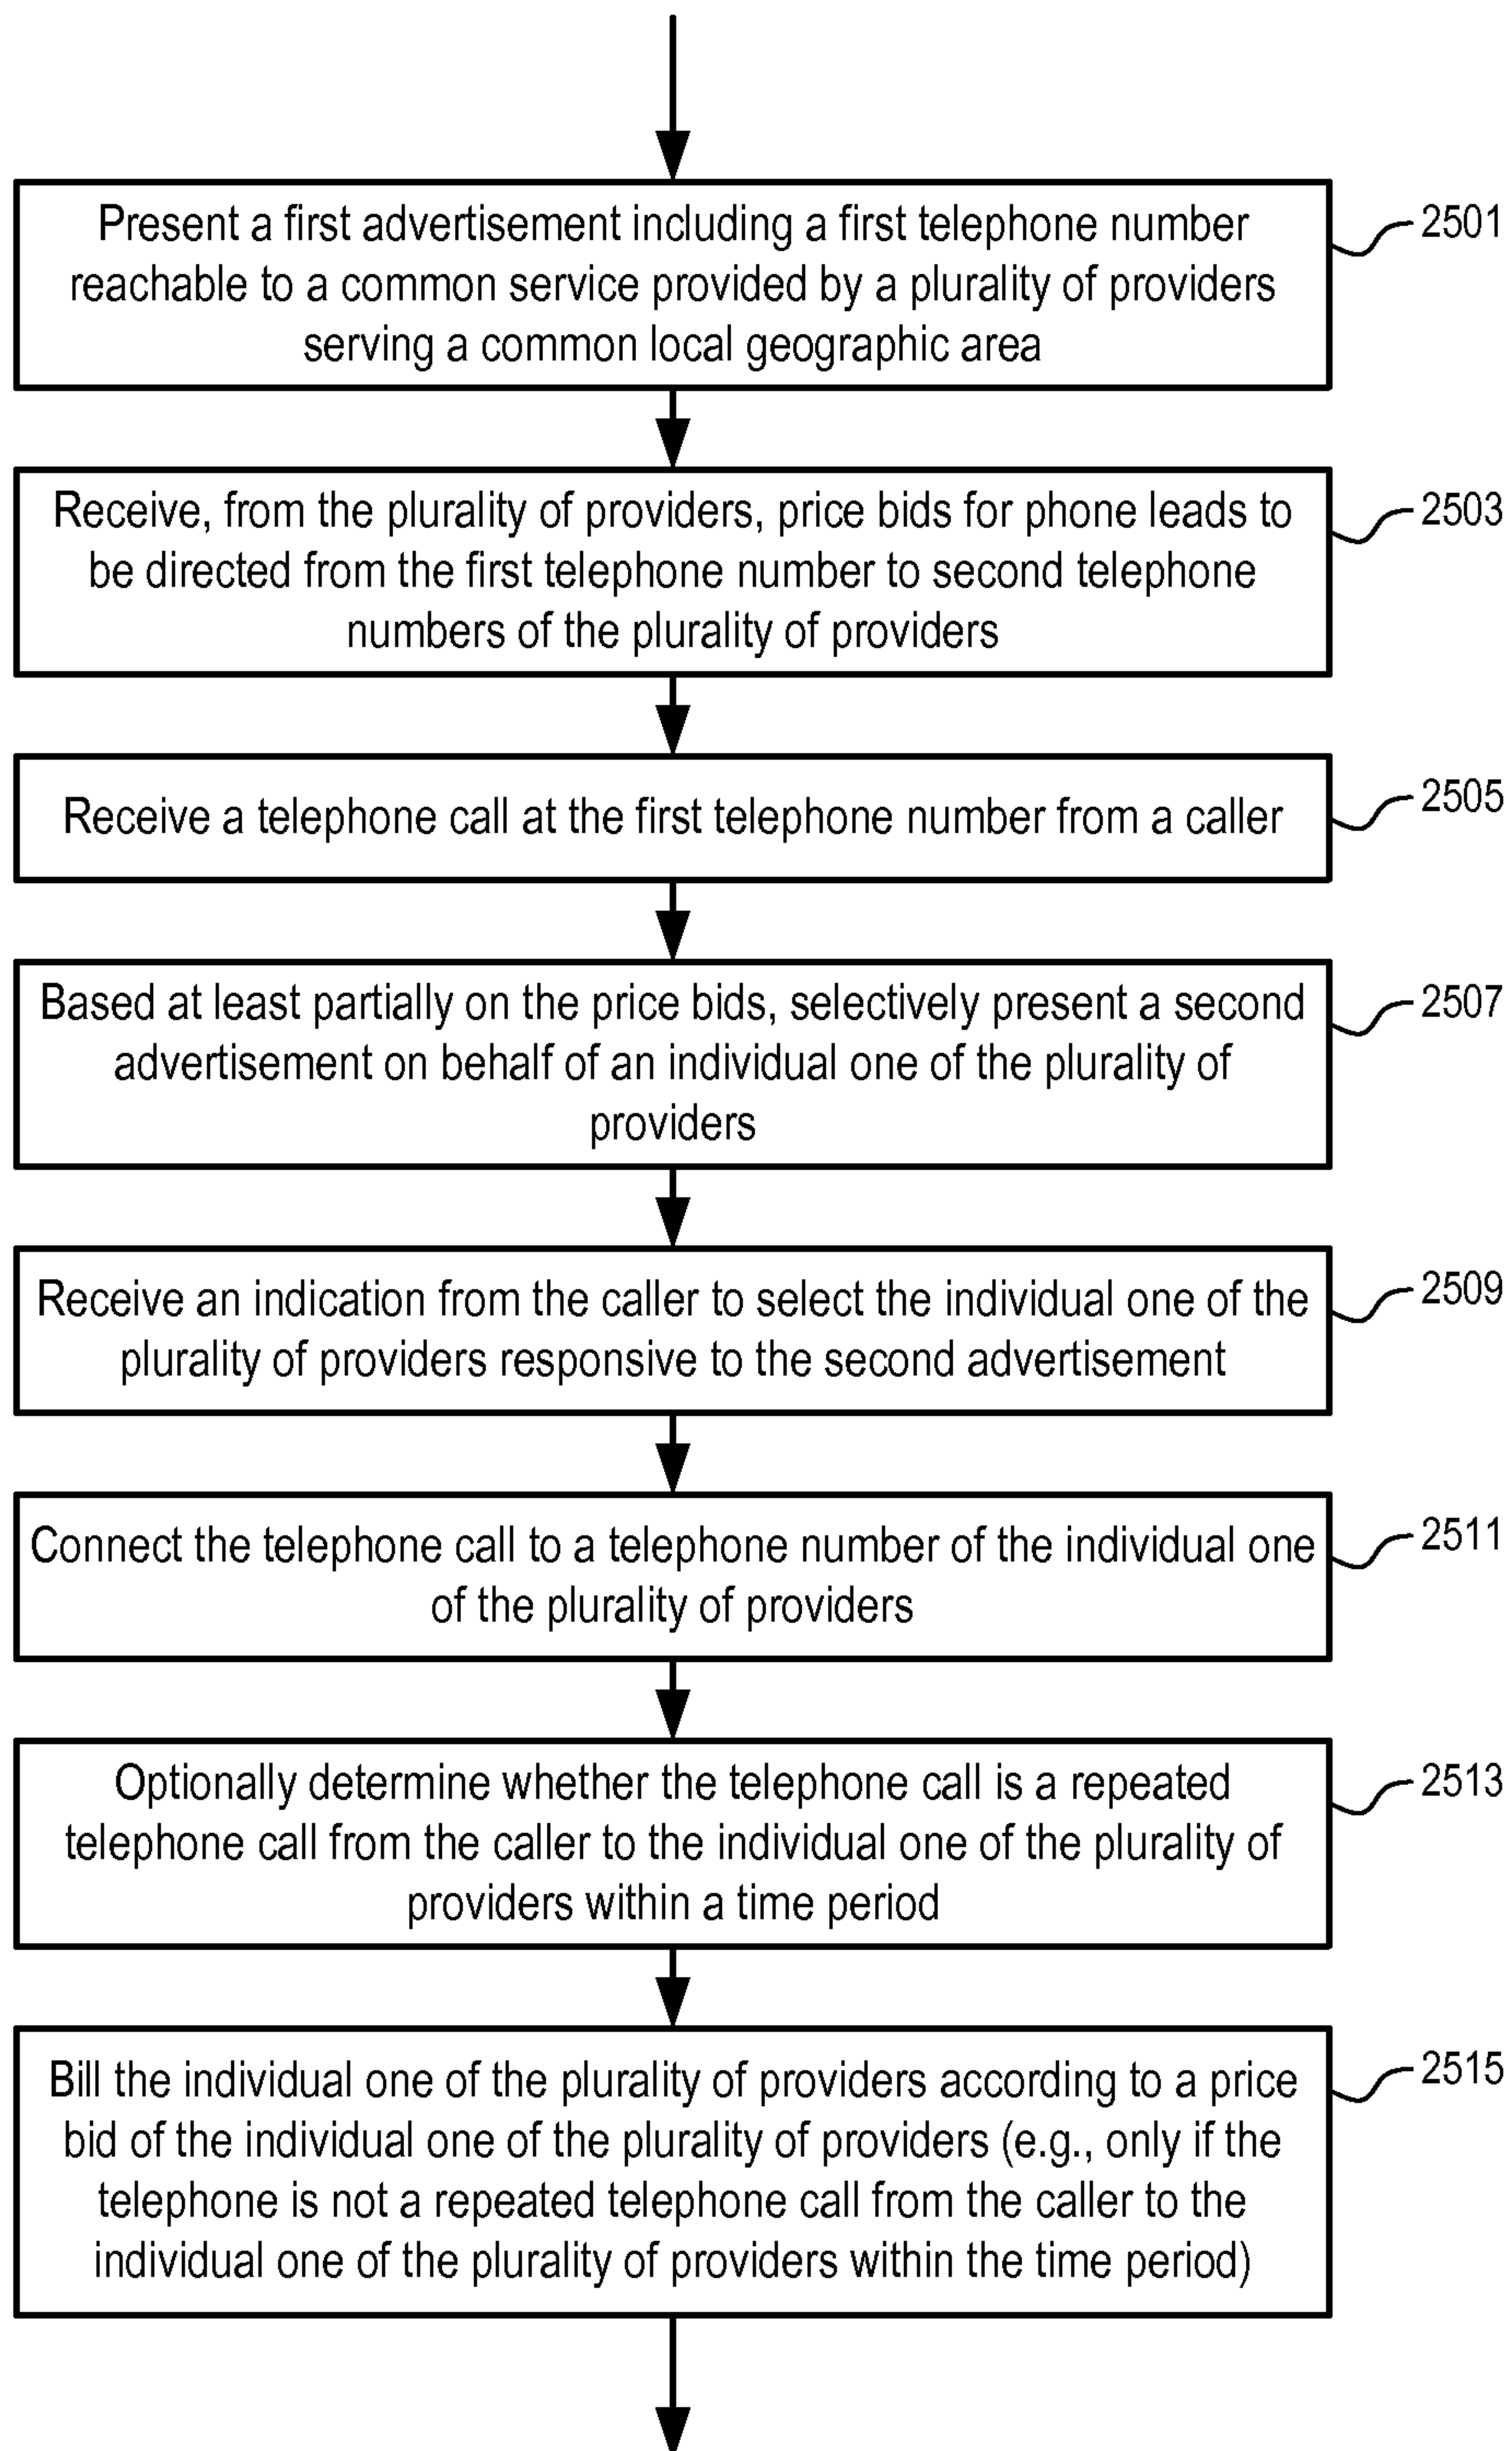 Present a first advertisement including a first telephone number
reachable to a common service provided by a plurality of providers
serving a common local geographic area
2501
Receive, from the plurality of providers, price bids for phone leads to
be directed from the first telephone number to second telephone
numbers of the plurality of providers
2503
Receive a telephone call at the first telephone number from a caller
2505
Based at least partially on the price bids, selectively present a second
advertisement on behalf of an individual one of the plurality of
providers
2507
Receive an indication from the caller to select the individual one of the
plurality of providers responsive to the second advertisement
2509
Connect the telephone call to a telephone number of the individual one
of the plurality of providers
2511
Optionally determine whether the telephone call is a repeated
telephone call from the caller to the individual one of the plurality of
providers within a time period
2513
Bill the individual one of the plurality of providers according to a price
bid of the individual one of the plurality of providers (e.g., only if the
telephone is not a repeated telephone call from the caller to the
individual one of the plurality of providers within the time period)
2515